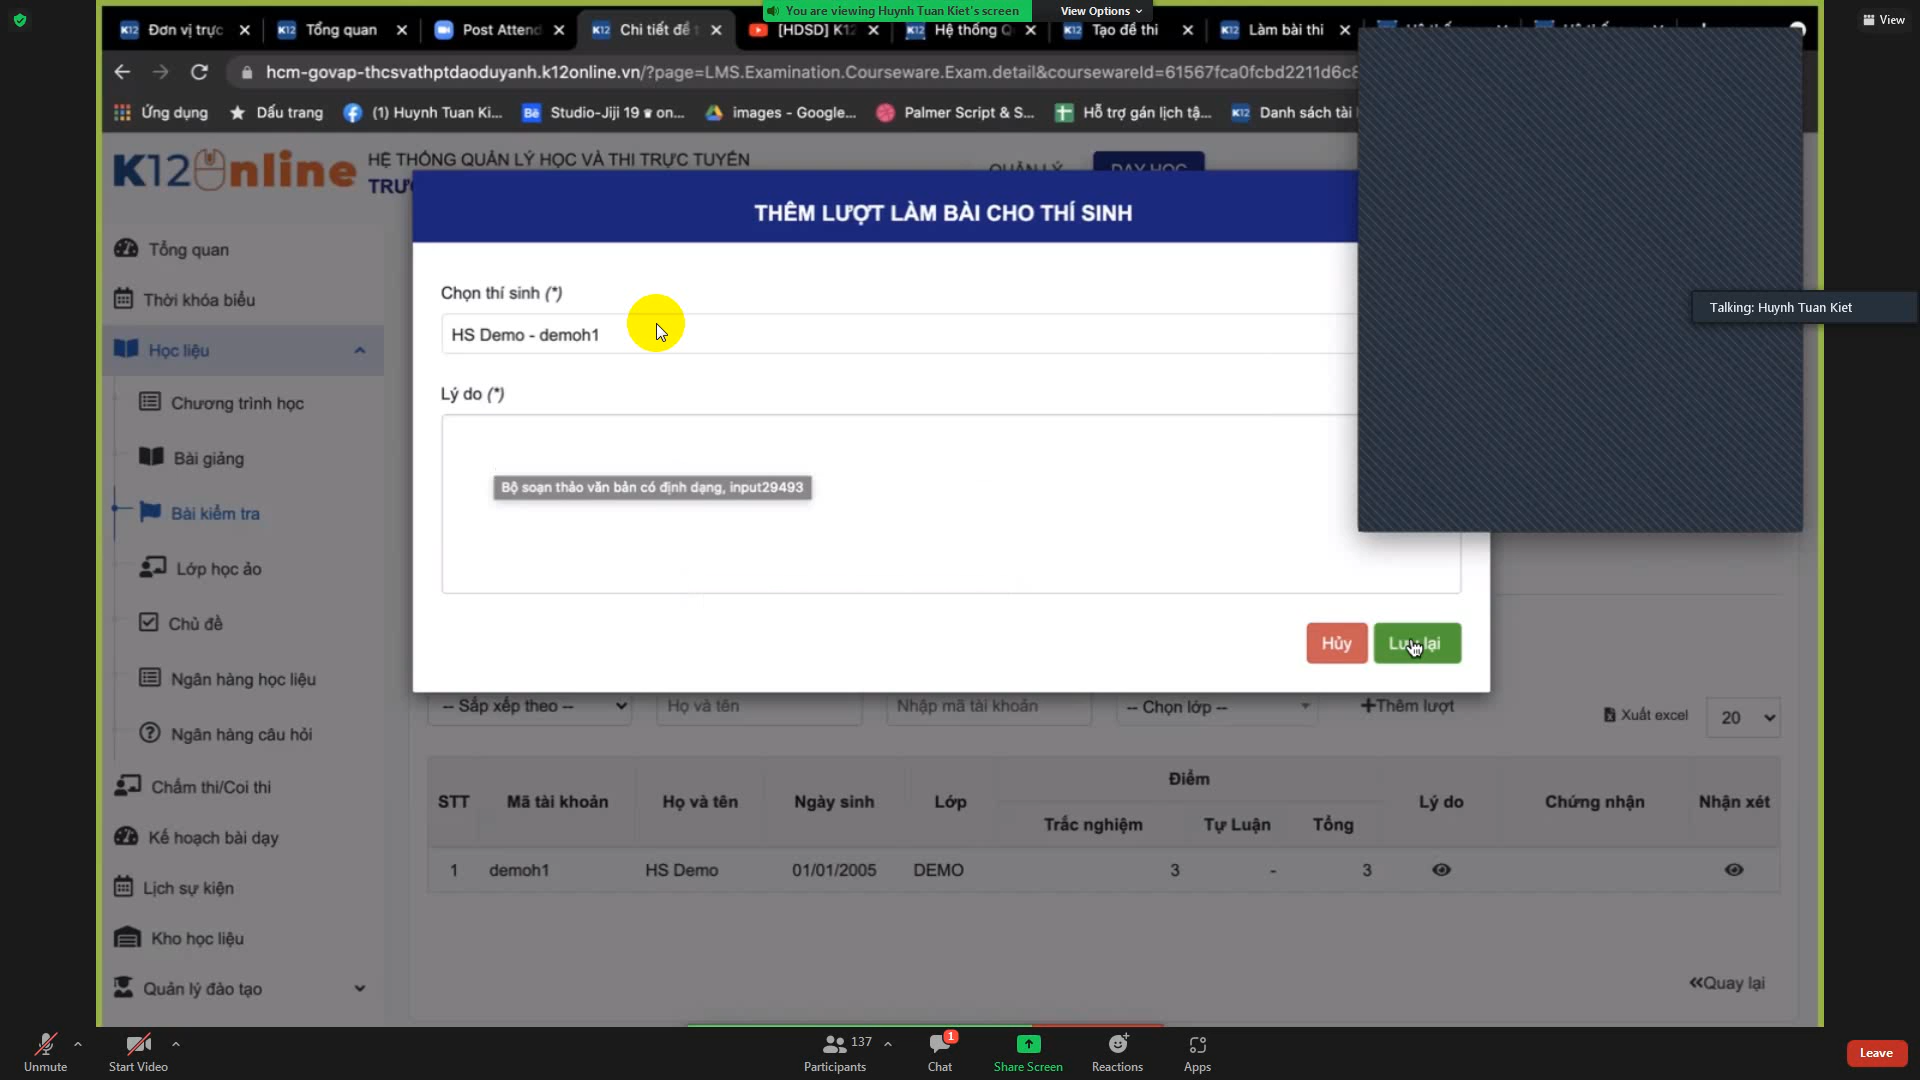 You are viewing Huynh Tuan Kiet's screen
View Options
View
Đơn vị trực
Tổng quan
Post Attend
Chi tiết đề t
[HDSD] K12
Hệ thống Q
Tạo đề thi
Làm bài thi
hcm-govap-thcsvathptdaoduyanh.k12online.vn/?page=LMS.Examination.Courseware.Exam.detail&coursewareId=61567fca0fcbd2211d6c8
Ứng dụng
Dấu trang
(1) Huynh Tuan Ki...
Studio-Jiji 19 ♛ on...
images - Google...
Palmer Script & S...
Hỗ trợ gán lịch tậ...
Danh sách tài
K12Online
HỆ THỐNG QUẢN LÝ HỌC VÀ THI TRỰC TUYẾN
QUẢN LÝ
DẠY HỌC
THÊM LƯỢT LÀM BÀI CHO THÍ SINH
Tổng quan
Thời khóa biểu
Học liệu
Chương trình học
Bài giảng
Bài kiểm tra
Lớp học ảo
Chủ đề
Ngân hàng học liệu
Ngân hàng câu hỏi
Chấm thi/Coi thi
Kế hoạch bài dạy
Lịch sự kiện
Kho học liệu
Quản lý đào tạo
Chọn thí sinh (*)
HS Demo - demoh1
Lý do (*)
Bộ soạn thảo văn bản có định dạng, input29493
Hủy
Lưu lại
Talking: Huynh Tuan Kiet
-- Sắp xếp theo --
Họ và tên
Nhập mã tài khoản
-- Chọn lớp --
+Thêm lượt
Xuất excel
20
STT
Mã tài khoản
Họ và tên
Ngày sinh
Lớp
Điểm
Trắc nghiệm
Tự Luận
Tổng
Lý do
Chứng nhận
Nhận xét
1 demoh1 HS Demo 01/01/2005 DEMO 3 - 3
«Quay lại
Unmute
Start Video
137
Participants
1
Chat
Share Screen
Reactions
Apps
Leave